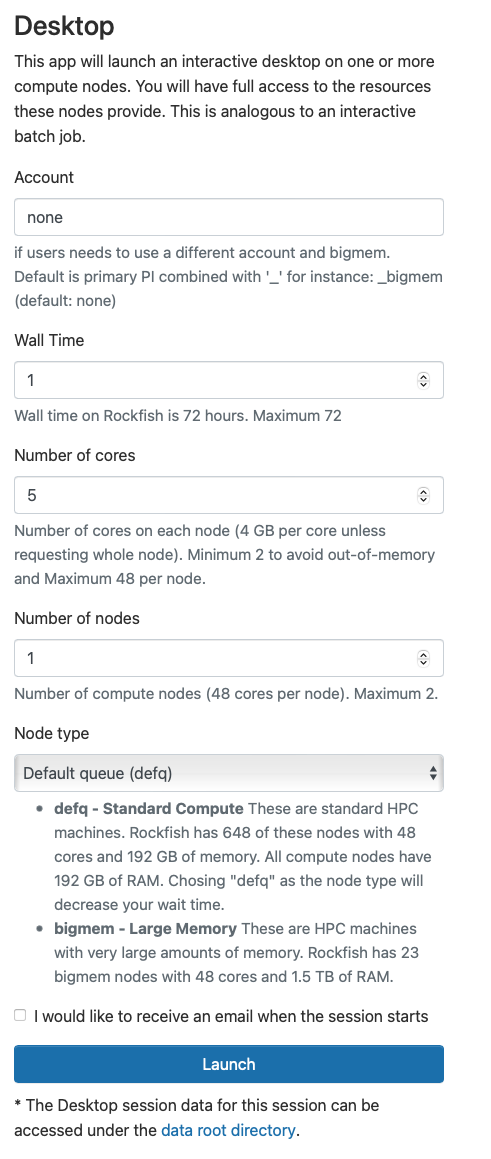 Desktop
This app will launch an interactive desktop on one or more
compute nodes. You will have full access to the resources
these nodes provide. This is analogous to an interactive
batch job.
Account
none
if users needs to use a different account and bigmem.
Default is primary PI combined with '_' for instance: _bigmem
(default: none)
Wall Time
1
Wall time on Rockfish is 72 hours. Maximum 72
Number of cores
5
Number of cores on each node (4 GB per core unless
requesting whole node). Minimum 2 to avoid out-of-memory
and Maximum 48 per node.
Number of nodes
1
Number of compute nodes (48 cores per node). Maximum 2.
Node type
Default queue (defq)
• defq - Standard Compute These are standard HPC
machines. Rockfish has 648 of these nodes with 48
cores and 192 GB of memory. All compute nodes have
192 GB of RAM. Chosing "defq" as the node type will
decrease your wait time.
• bigmem - Large Memory These are HPC machines
with very large amounts of memory. Rockfish has 23
bigmem nodes with 48 cores and 1.5 TB of RAM.
I would like to receive an email when the session starts
Launch
* The Desktop session data for this session can be
accessed under the data root directory.